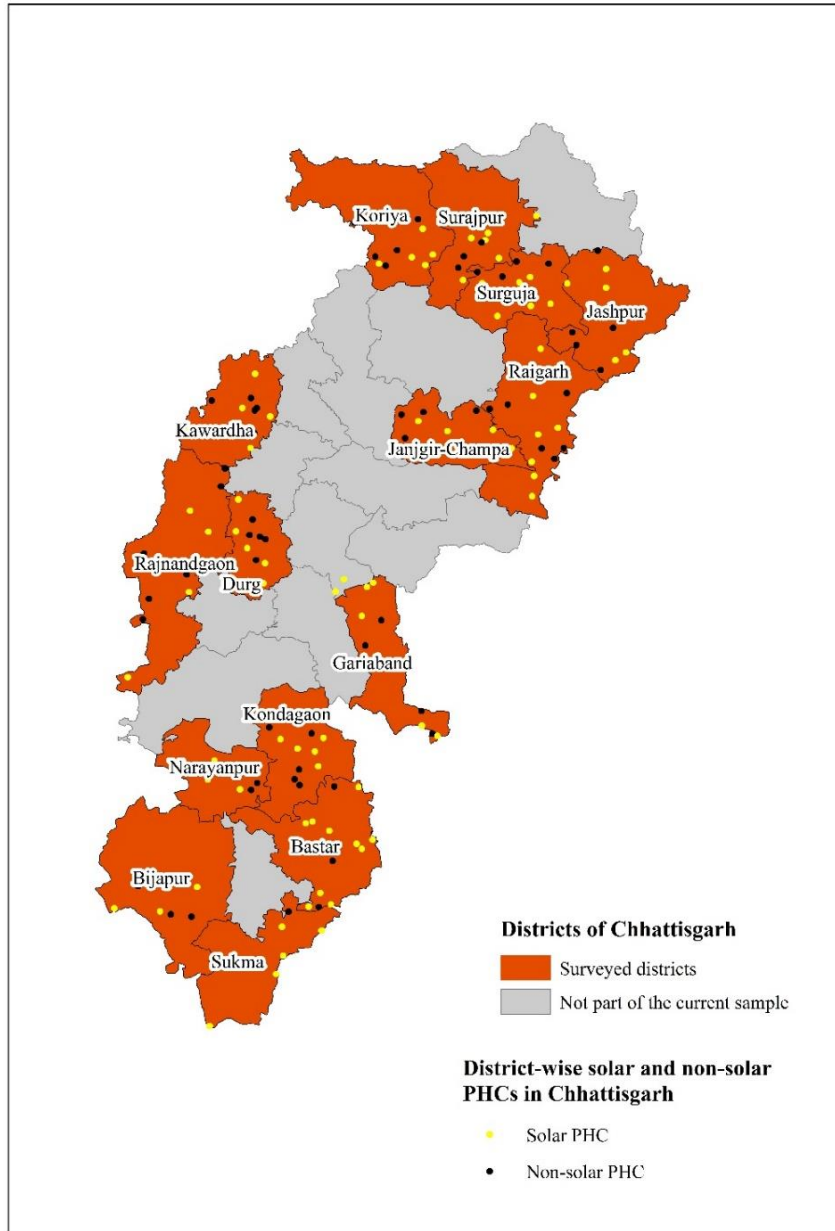 Koriya
Surajpur
Surguja
Jashpur
Raigarh
Kawardha
Janjgir-Champa
Rajnandgaon
Durg
Gariaband
Kondagaon
Narayanpur
Bastar
Bijapur
Sukma
Districts of Chhattisgarh
Surveyed districts
Not part of the current sample
District-wise solar and non-solar
PHCs in Chhattisgarh
Solar PHC
Non-solar PHC